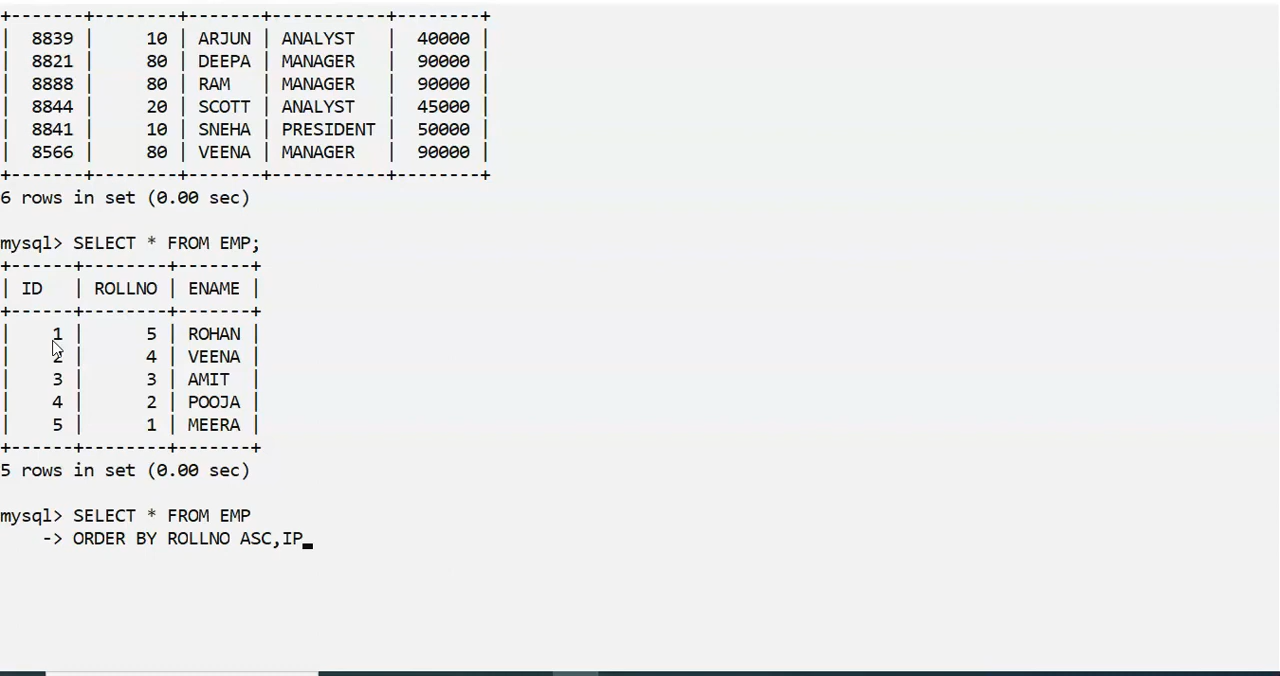 +-------+--------+-------+-----------+--------+
|  8839 |     10 | ARJUN | ANALYST   |  40000 |
|  8821 |     80 | DEEPA | MANAGER   |  90000 |
|  8888 |     80 | RAM   | MANAGER   |  90000 |
|  8844 |     20 | SCOTT | ANALYST   |  45000 |
|  8841 |     10 | SNEHA | PRESIDENT |  50000 |
|  8566 |     80 | VEENA | MANAGER   |  90000 |
+-------+--------+-------+-----------+--------+
6 rows in set (0.00 sec)
mysql> SELECT * FROM EMP;
+------+--------+-------+
| ID   | ROLLNO | ENAME |
+------+--------+-------+
|    1 |      5 | ROHAN |
|    2 |      4 | VEENA |
|    3 |      3 | AMIT  |
|    4 |      2 | POOJA |
|    5 |      1 | MEERA |
+------+--------+-------+
5 rows in set (0.00 sec)
mysql> SELECT * FROM EMP
    -> ORDER BY ROLLNO ASC,IP